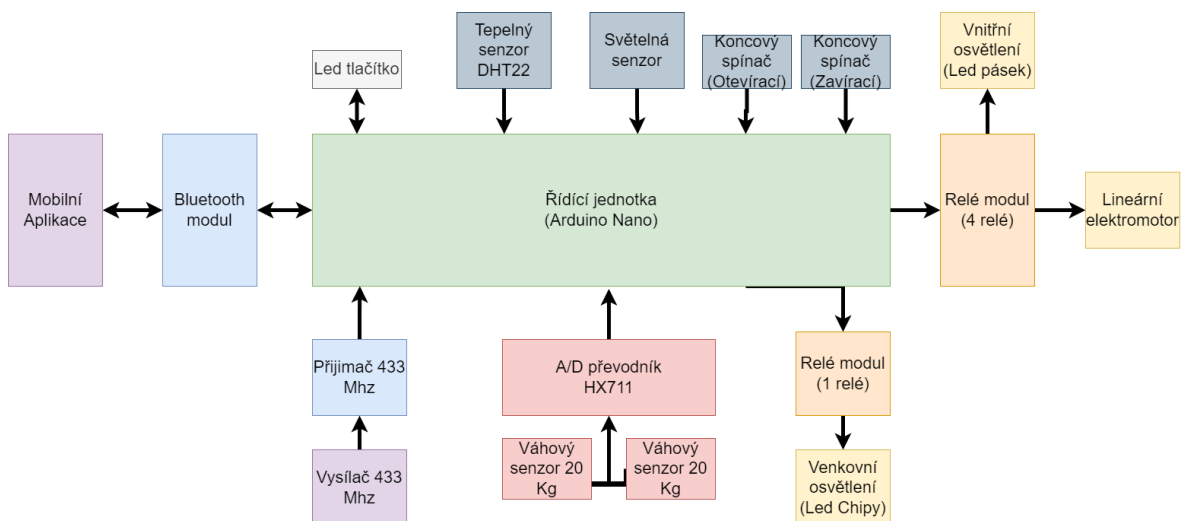 Tepelný
senzor
DHT22
Světelná
senzor
Koncový
spínač
(Otevírací)
Koncový
spínač
(Zavírací)
Vnitřní
osvětlení
(Led pásek)
Led tlačítko
Mobilní
Aplikace
Bluetooth
modul
Řídící jednotka
(Arduino Nano)
Relé modul
(4 relé)
Lineární
elektromotor
Přijimač 433
Mhz
A/D převodník
HX711
Relé modul
(1 relé)
Vysílač 433
Mhz
Váhový
senzor 20
Kg
Váhový
senzor 20
Kg
Venkovní
osvětlení
(Led Chipy)